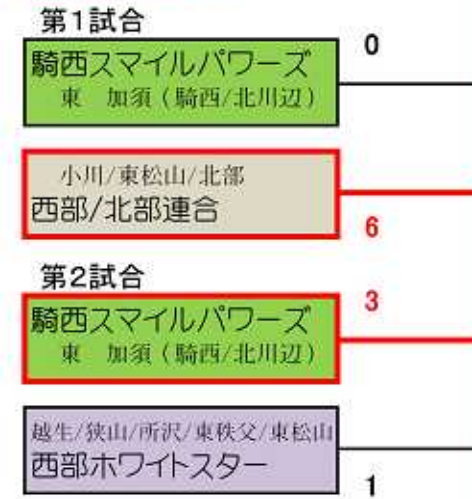 第1試合
0
騎西スマイルパワーズ
東 加須(騎西/北川辺)
小川/東松山/北部
西部/北部連合
6
第2試合
3
騎西スマイルパワーズ
東 加須(騎西/北川辺)
越生/狭山/所沢/東秩父/東松山
西部ホワイトスター
1